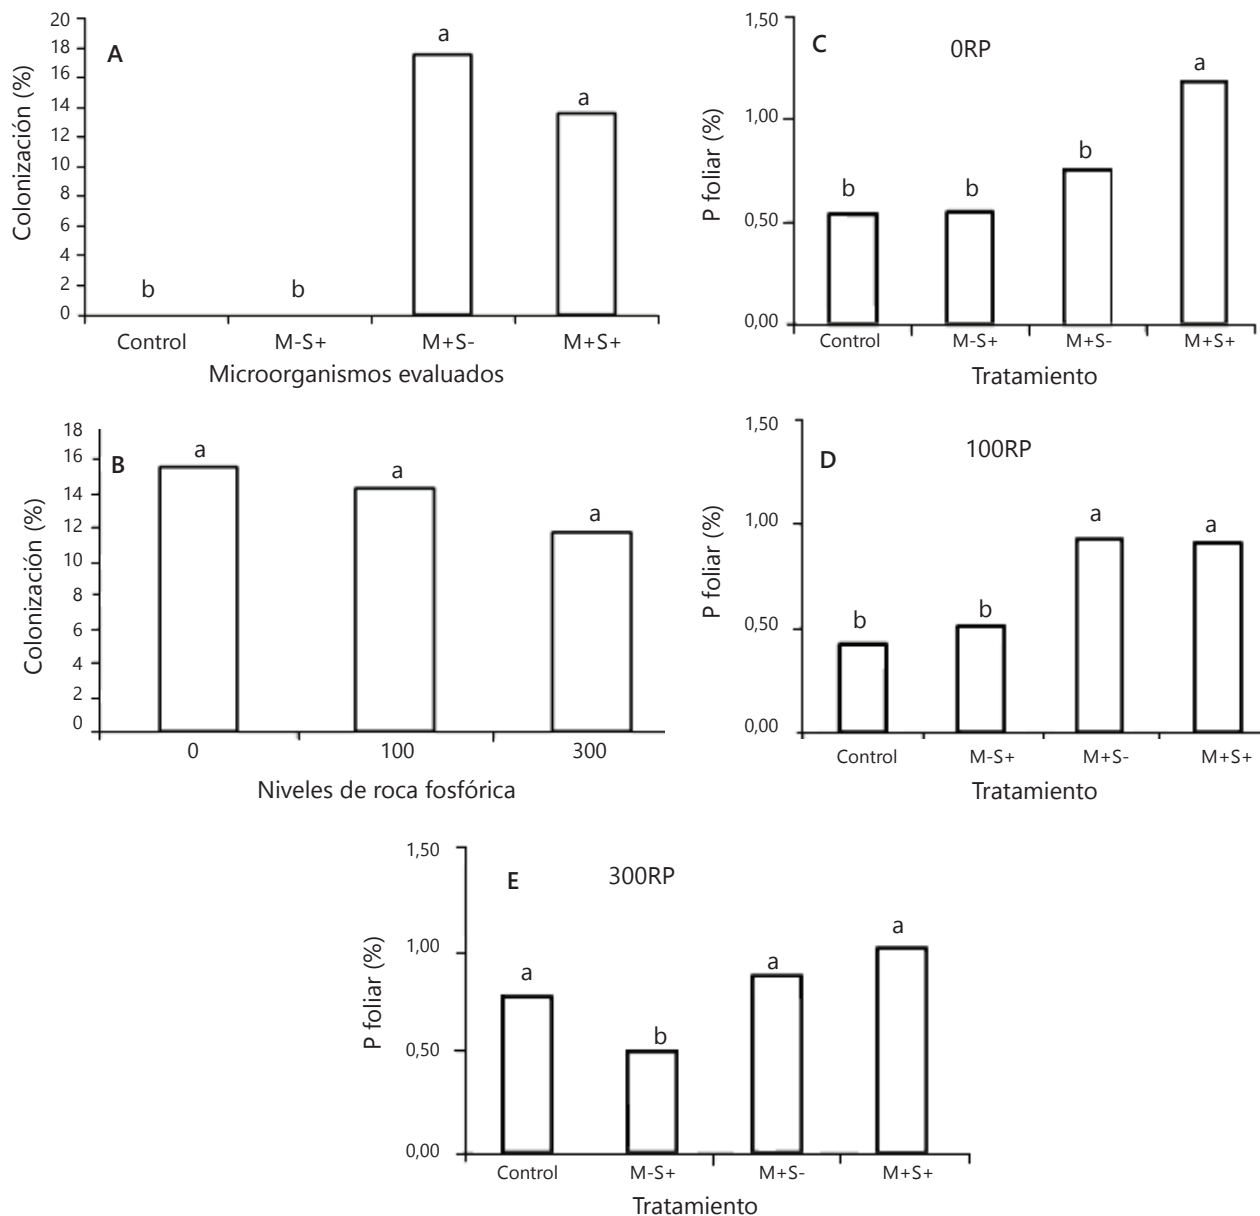 A
Colonización (%)
20
18
16
14
12
10
8
6
4
2
0
b
b
a
a
Control
M-S+
M+S-
M+S+
Microorganismos evaluados
C
0RP
P foliar (%)
1,50
1,00
0,50
0,00
b
b
b
a
Control
M-S+
M+S-
M+S+
Tratamiento
B
Colonización (%)
18
16
14
12
10
8
6
4
2
0
a
a
a
0
100
300
Niveles de roca fosfórica
D
100RP
P foliar (%)
1,50
1,00
0,50
0,00
b
b
a
a
Control
M-S+
M+S-
M+S+
Tratamiento
E
300RP
P foliar (%)
1,50
1,00
0,50
0,00
a
b
a
a
Control
M-S+
M+S-
M+S+
Tratamiento